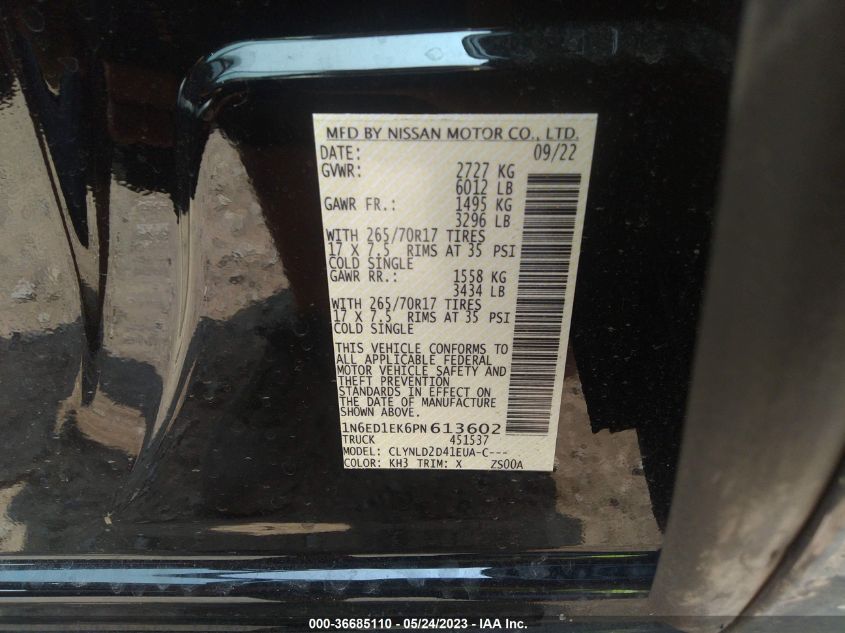 MFD BY NISSAN MOTOR CO., LTD.
DATE: 09/22
GVWR: 2727 KG
6012 LB
GAWR FR.: 1495 KG
3296 LB
WITH 265/70R17 TIRES
17 X 7.5 RIMS AT 35 PSI
COLD SINGLE
GAWR RR.: 1558 KG
3434 LB
WITH 265/70R17 TIRES
17 X 7.5 RIMS AT 35 PSI
COLD SINGLE
THIS VEHICLE CONFORMS TO
ALL APPLICABLE FEDERAL
MOTOR VEHICLE SAFETY AND
THEFT PREVENTION
STANDARDS IN EFFECT ON
THE DATE OF MANUFACTURE
SHOWN ABOVE.
1N6ED1EK6PN613602
TRUCK 451537
MODEL: CLYNLD2D41EUA-C---
COLOR: KH3 TRIM: X ZS00A
000-36685110 - 05/24/2023 - IAA Inc.